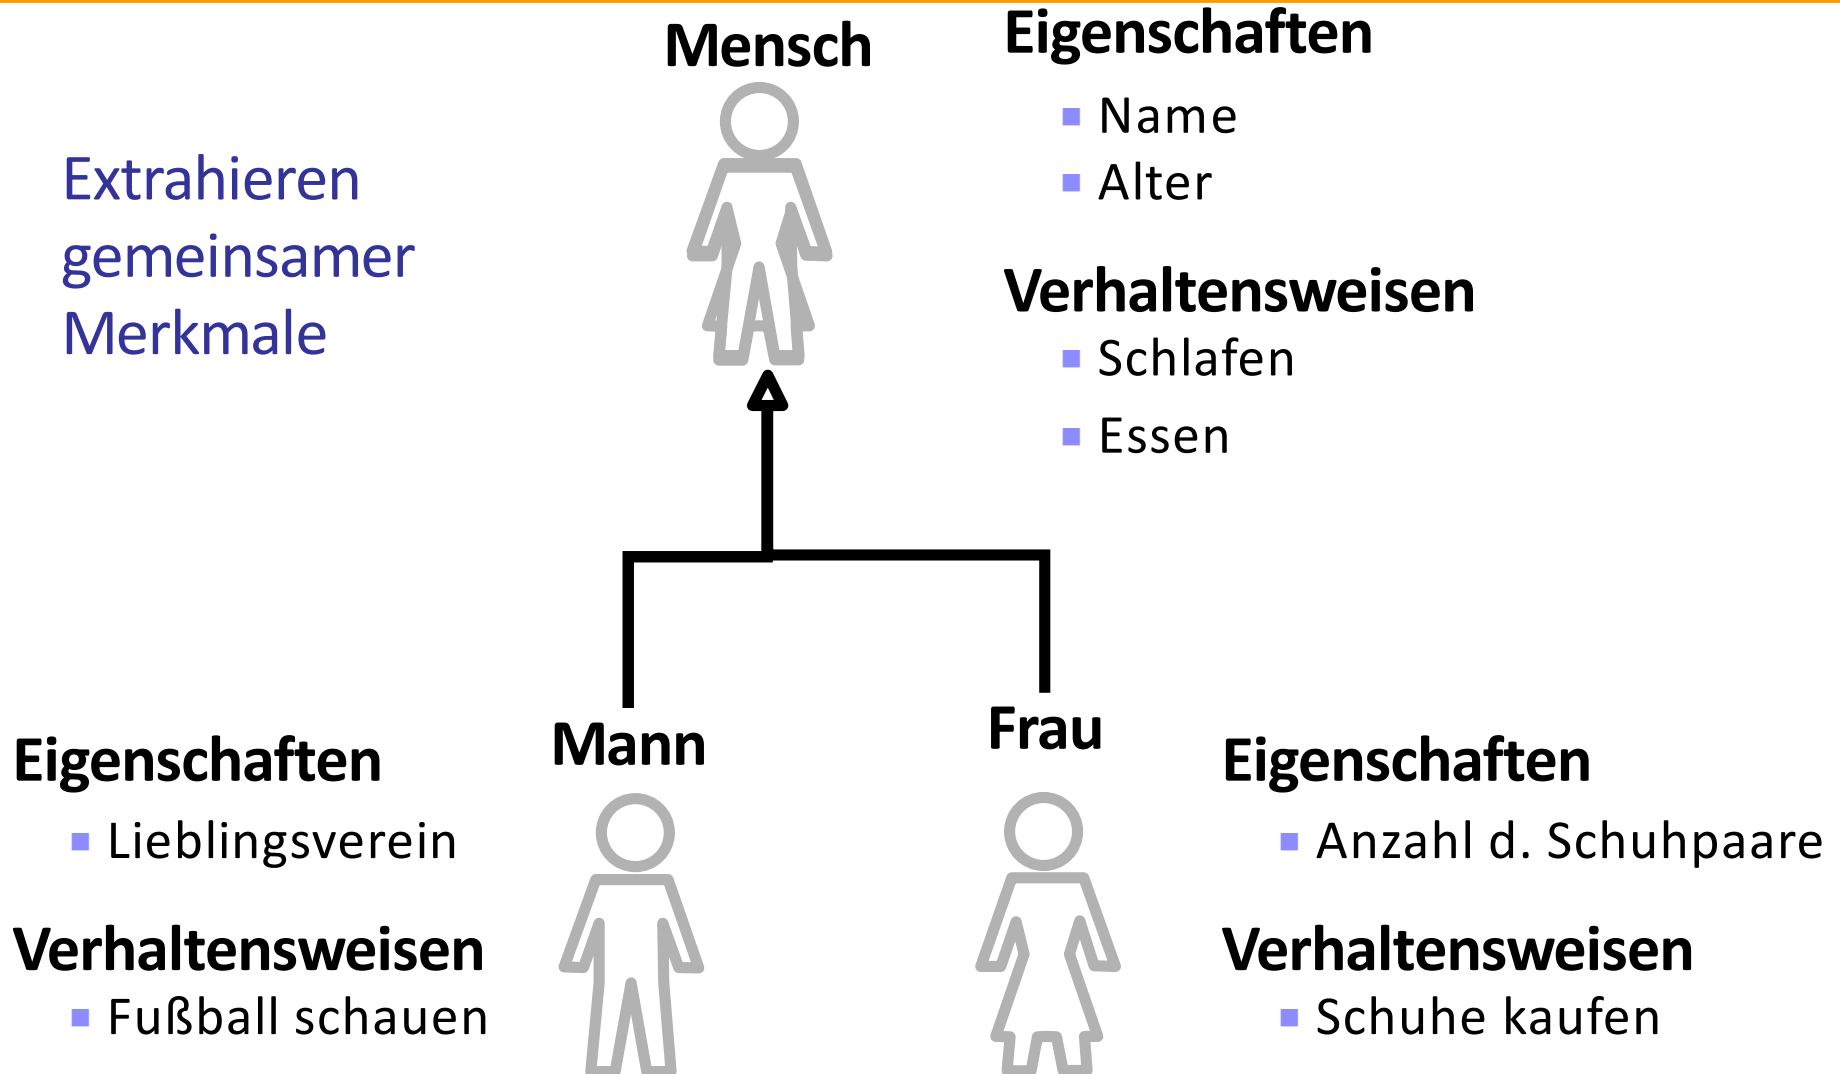 Mensch
Eigenschaften
Name
Alter
Extrahieren
gemeinsamer
Merkmale
Verhaltensweisen
Schlafen
Essen
Mann
Eigenschaften
Lieblingsverein
Verhaltensweisen
Fußball schauen
Frau
Eigenschaften
Anzahl d. Schuhpaare
Verhaltensweisen
Schuhe kaufen